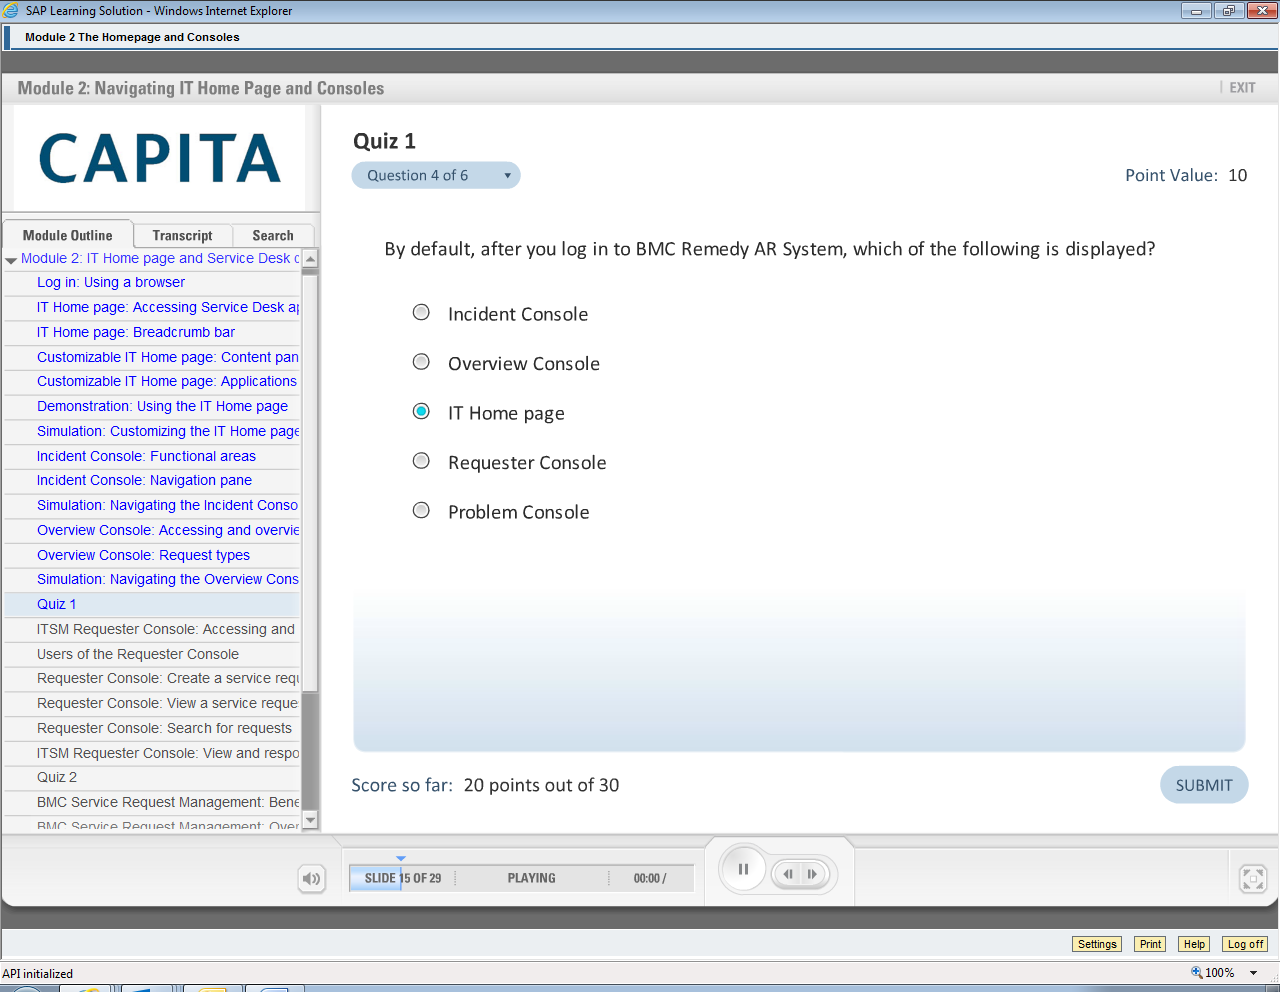 SAP Learning Solution - Windows Internet Explorer
Module 2 The Homepage and Consoles
Module 2: Navigating IT Home Page and Consoles
EXIT
CAPITA
Module Outline
Transcript
Search
Module 2: IT Home page and Service Desk c
Log in: Using a browser
IT Home page: Accessing Service Desk ap
IT Home page: Breadcrumb bar
Customizable IT Home page: Content pan
Customizable IT Home page: Applications
Demonstration: Using the IT Home page
Simulation: Customizing the IT Home page
Incident Console: Functional areas
Incident Console: Navigation pane
Simulation: Navigating the Incident Conso
Overview Console: Accessing and overvie
Overview Console: Request types
Simulation: Navigating the Overview Cons
Quiz 1
ITSM Requester Console: Accessing and
Users of the Requester Console
Requester Console: Create a service requ
Requester Console: View a service reque
Requester Console: Search for requests
ITSM Requester Console: View and respo
Quiz 2
BMC Service Request Management: Bene
BMC Service Request Management: Over
Quiz 1
Question 4 of 6
Point Value: 10
By default, after you log in to BMC Remedy AR System, which of the following is displayed?
Incident Console
Overview Console
IT Home page
Requester Console
Problem Console
Score so far: 20 points out of 30
SUBMIT
SLIDE 15 OF 29
PLAYING
00:00 /
Settings
Print
Help
Log off
API initialized
100%